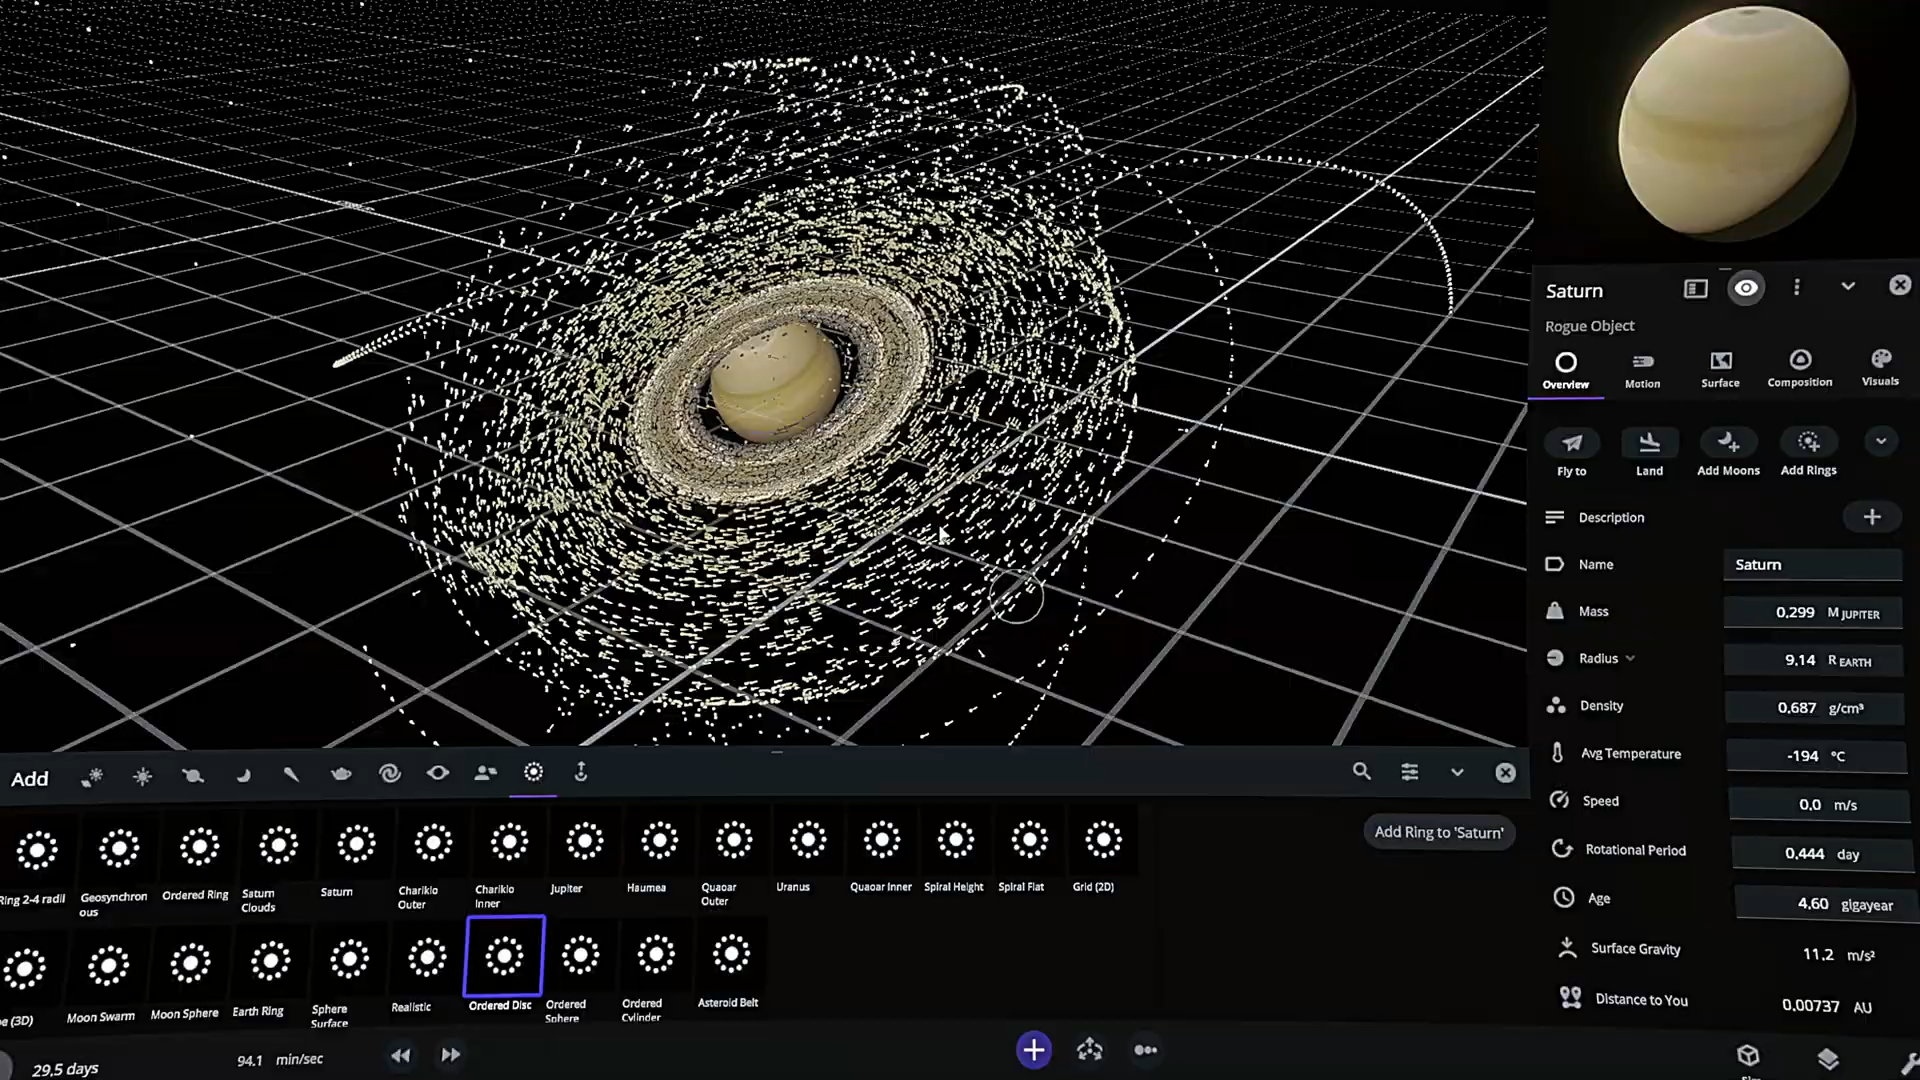 Saturn
Rogue Object
Overview
Motion
Surface
Composition
Visuals
Fly to
Land
Add Moons
Add Rings
Description
Name
Saturn
Mass
0.299 M JUPITER
Radius
9.14 R EARTH
Density
0.687 g/cm³
Avg Temperature
-194 °C
Speed
0.0 m/s
Rotational Period
0.444 day
Age
4.60 gigayear
Surface Gravity
11.2 m/s²
Distance to You
0.00737 AU
Add
Add Ring to 'Saturn'
Ring 2-4 radii
Geosynchron
ous
Ordered Ring
Saturn
Clouds
Saturn
Chariklo
Outer
Chariklo
Inner
Jupiter
Haumea
Quaoar
Outer
Uranus
Quaoar Inner
Spiral Height
Spiral Flat
Grid (2D)
(3D)
Moon Swarm
Moon Sphere
Earth Ring
Sphere
Surface
Realistic
Ordered Disc
Ordered
Sphere
Ordered
Cylinder
Asteroid Belt
29.5 days
94.1 min/sec